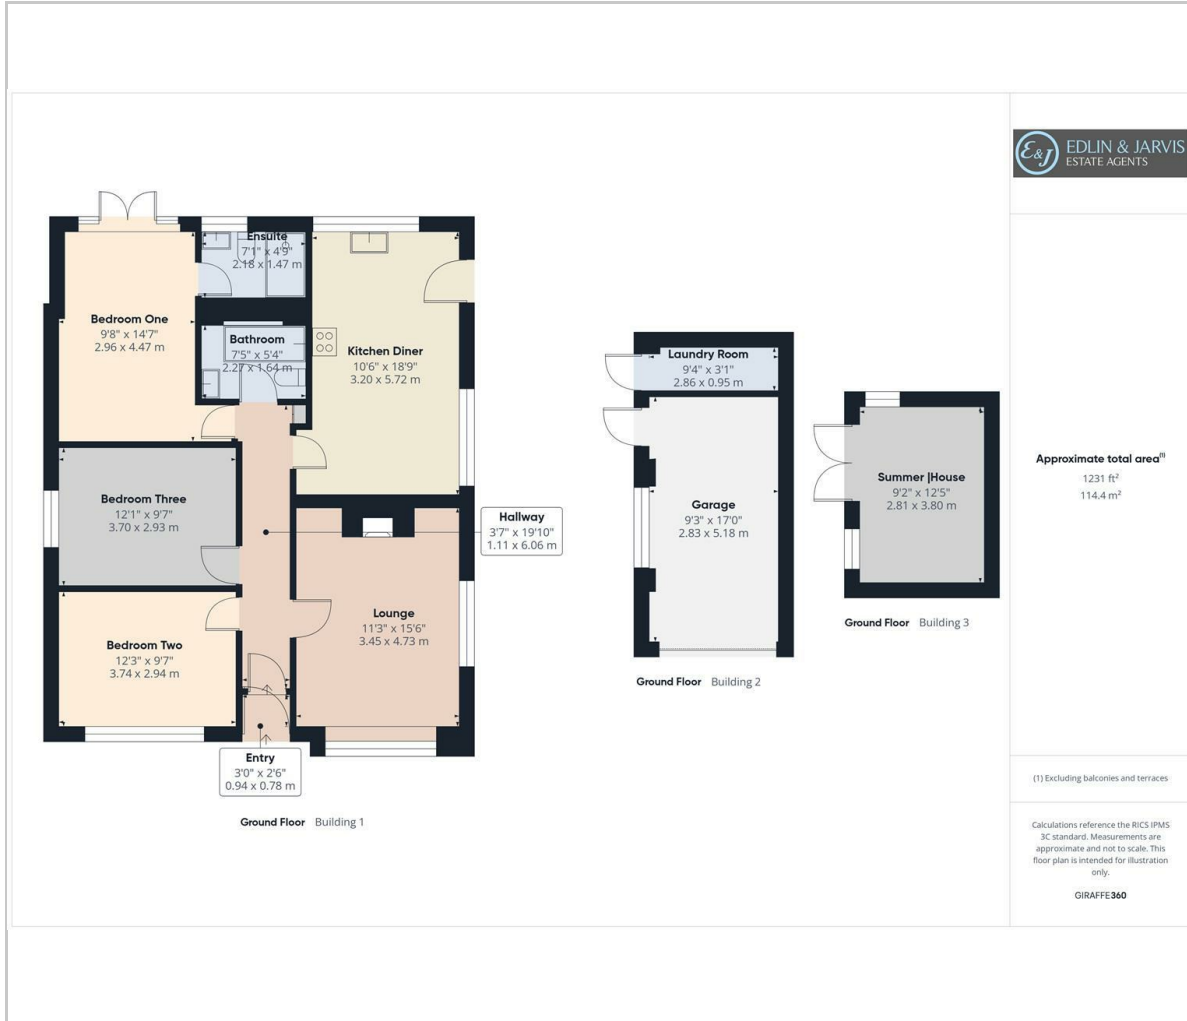 E&J
EDLIN & JARVIS
ESTATE AGENTS
Ensuite
7'1" x 4'9"
2.18 x 1.47 m
Bedroom One
9'8" x 14'7"
2.96 x 4.47 m
Bathroom
7'5" x 5'4"
2.27 x 1.64 m
Kitchen Diner
10'6" x 18'9"
3.20 x 5.72 m
Bedroom Three
12'1" x 9'7"
3.70 x 2.93 m
Hallway
3'7" x 19'10"
1.11 x 6.06 m
Lounge
11'3" x 15'6"
3.45 x 4.73 m
Bedroom Two
12'3" x 9'7"
3.74 x 2.94 m
Entry
3'0" x 2'6"
0.94 x 0.78 m
Ground Floor Building 1
Laundry Room
9'4" x 3'1"
2.86 x 0.95 m
Garage
9'3" x 17'0"
2.83 x 5.18 m
Ground Floor Building 2
Summer |House
9'2" x 12'5"
2.81 x 3.80 m
Ground Floor Building 3
Approximate total area(1)
1231 ft²
114.4 m²
(1) Excluding balconies and terraces
Calculations reference the RICS IPMS
3C standard. Measurements are
approximate and not to scale. This
floor plan is intended for illustration
only.
GIRAFFE360